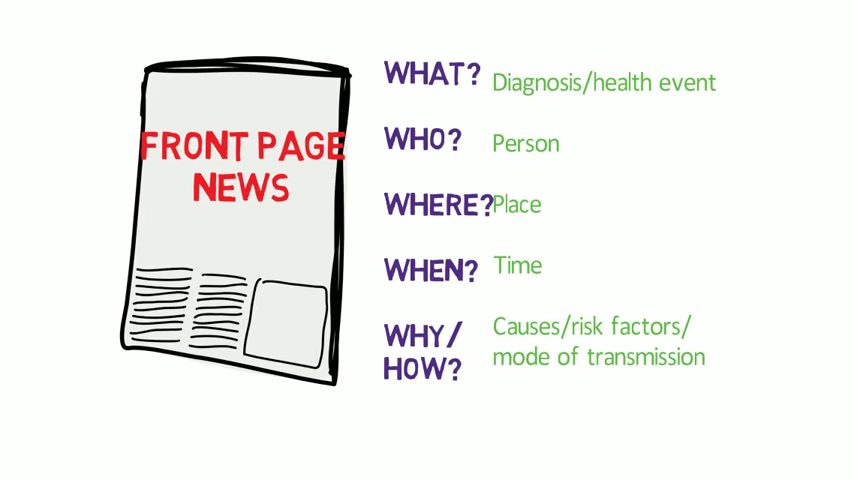 FRONT PAGE
NEWS
WHAT? Diagnosis/health event
WHO? Person
WHERE? Place
WHEN? Time
WHY/
HOW?
Causes/risk factors/
mode of transmission